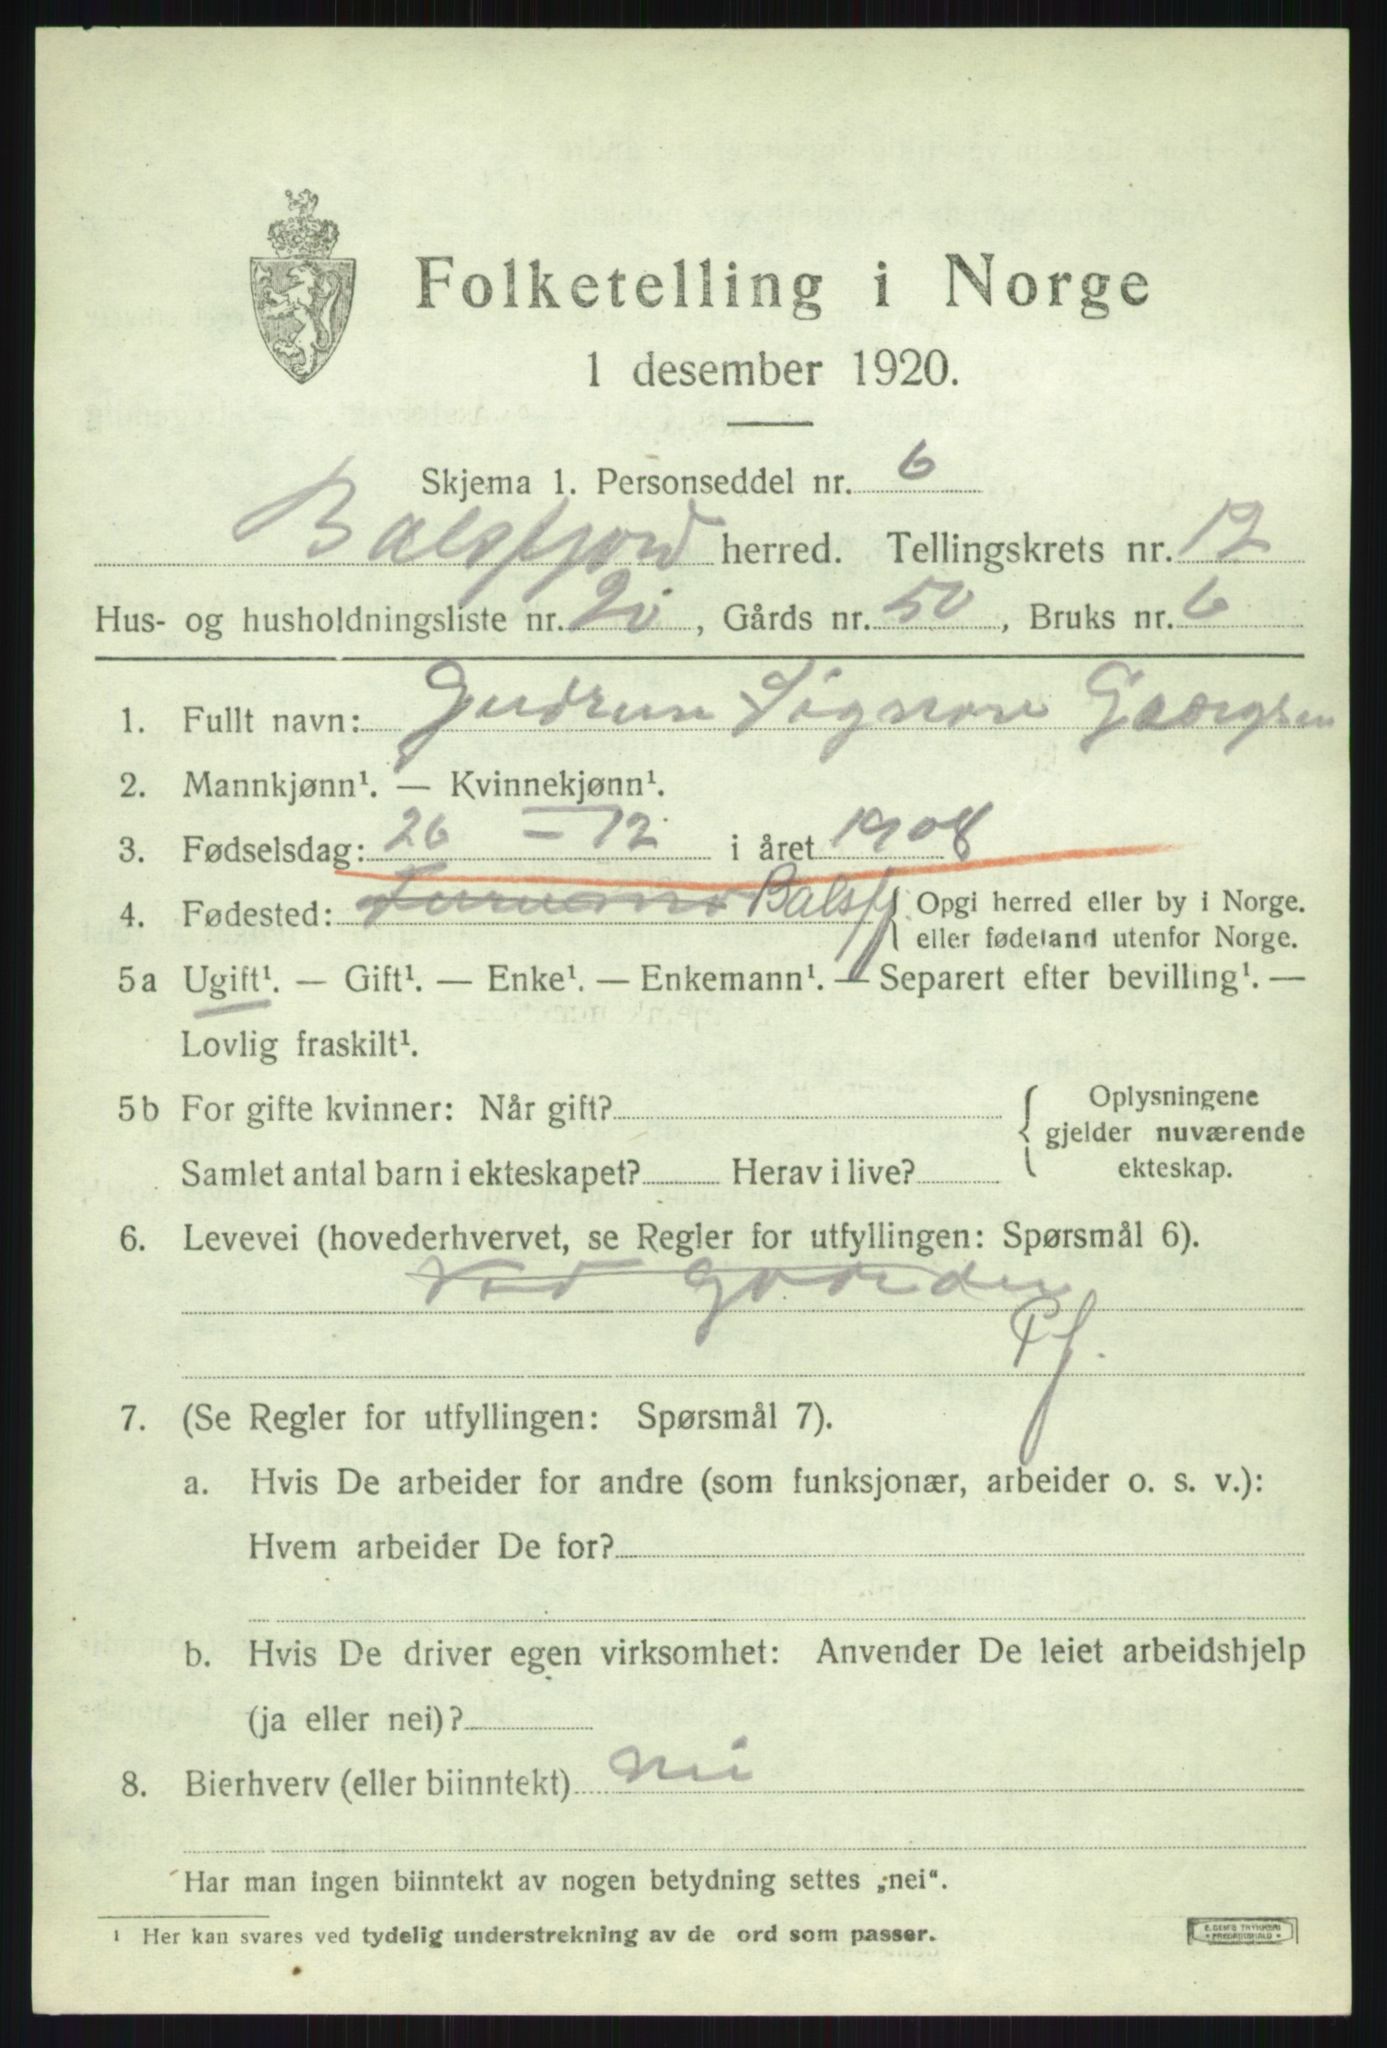 Folketelling i Norge
1 desember 1920.
Skjema 1. Personseddel nr. 6
Balsfjord herred. Tellingskrets nr. 12
Hus- og husholdningsliste nr. 20, Gårds nr. 50, Bruks nr. 6
1. Fullt navn: Gudrun Signore Georgsen
2. Mannkjønn¹. — Kvinnekjønn¹.
3. Fødselsdag: 26 - 12 i året 1908
4. Fødested: Balsfj { Opgi herred eller by i Norge.
eller fødeland utenfor Norge.
5a Ugift¹. — Gift¹. — Enke¹. — Enkemann¹. — Separert efter bevilling¹. —
Lovlig fraskilt¹.
5b For gifte kvinner: Når gift? { Oplysningene
gjelder nuværende
Samlet antal barn i ekteskapet? Herav i live? ekteskap.
6. Levevei (hovederhvervet, se Regler for utfyllingen: Spørsmål 6).
Ved Gaarden
Pf.
7. (Se Regler for utfyllingen: Spørsmål 7).
a. Hvis De arbeider for andre (som funksjonær, arbeider o. s. v.):
Hvem arbeider De for?
b. Hvis De driver egen virksomhet: Anvender De leiet arbeidshjelp
(ja eller nei)?
8. Bierhverv (eller biinntekt) nei
Har man ingen biinntekt av nogen betydning settes „nei“.
¹ Her kan svares ved tydelig understrekning av de ord som passer.